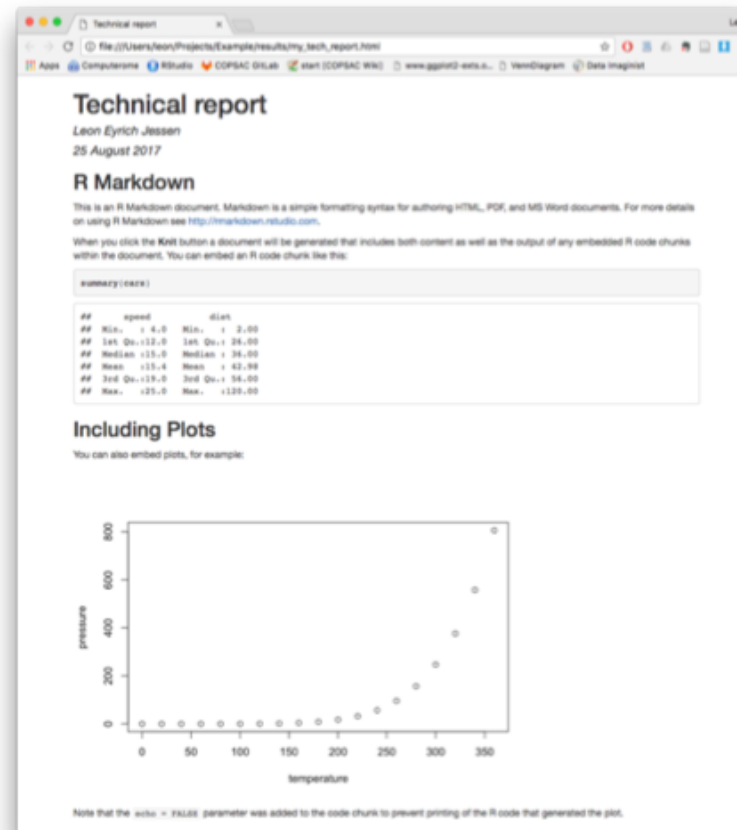 Technical report
La
file:///Users/leon/Projects/Example/results/my_tech_report.html
Apps Computerome RStudio COPSAC GitLab start [COPSAC Wiki] www.ggplot2-exts.o... VennDiagram Data Imaginist
Technical report
Leon Eyrich Jessen
25 August 2017
R Markdown
This is an R Markdown document. Markdown is a simple formatting syntax for authoring HTML, PDF, and MS Word documents. For more details
on using R Markdown see http://rmarkdown.rstudio.com.
When you click the Knit button a document will be generated that includes both content as well as the output of any embedded R code chunks
within the document. You can embed an R code chunk like this:
summary(cars)
## speed dist
## Min. : 4.0 Min. : 2.00
## 1st Qu.:12.0 1st Qu.: 26.00
## Median :15.0 Median : 36.00
## Mean :15.4 Mean : 42.98
## 3rd Qu.:19.0 3rd Qu.: 56.00
## Max. :25.0 Max. :120.00
Including Plots
You can also embed plots, for example:
800
600
400
200
0
pressure
0 50 100 150 200 250 300 350
temperature
Note that the echo = FALSE parameter was added to the code chunk to prevent printing of the R code that generated the plot.